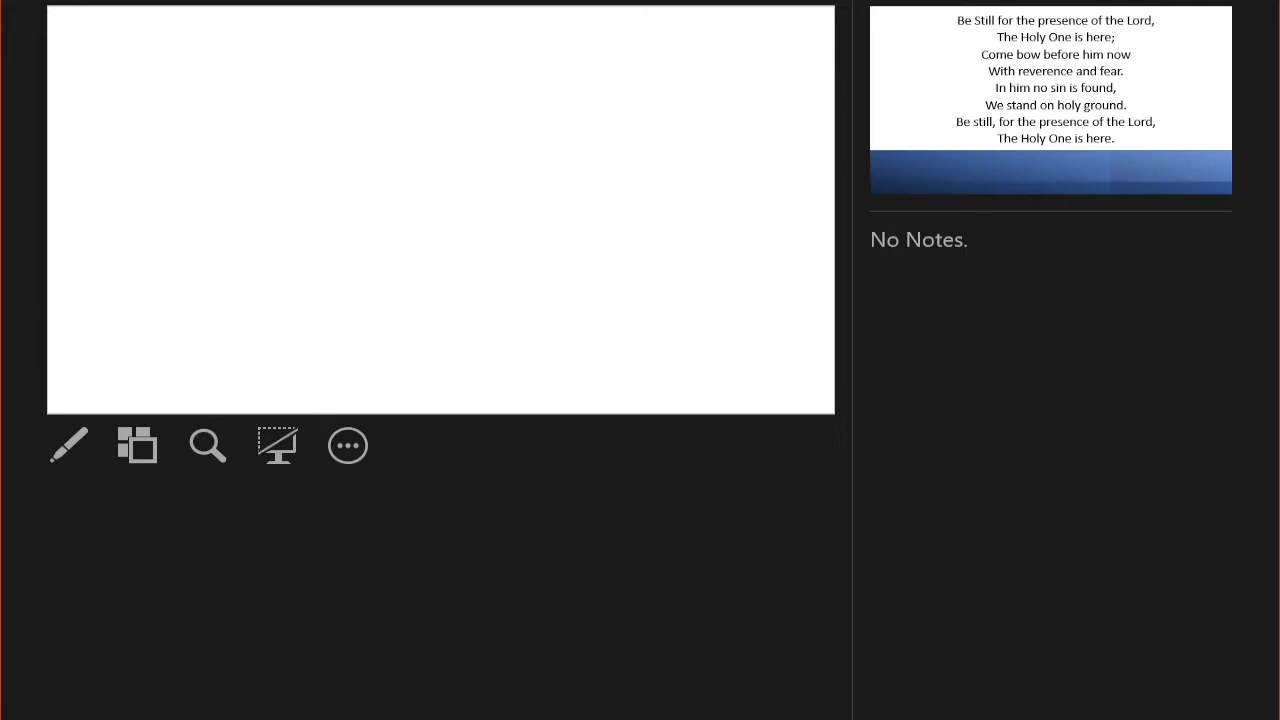 Be Still for the presence of the Lord,
The Holy One is here;
Come bow before him now
With reverence and fear.
In him no sin is found,
We stand on holy ground.
Be still, for the presence of the Lord,
The Holy One is here.
No Notes.